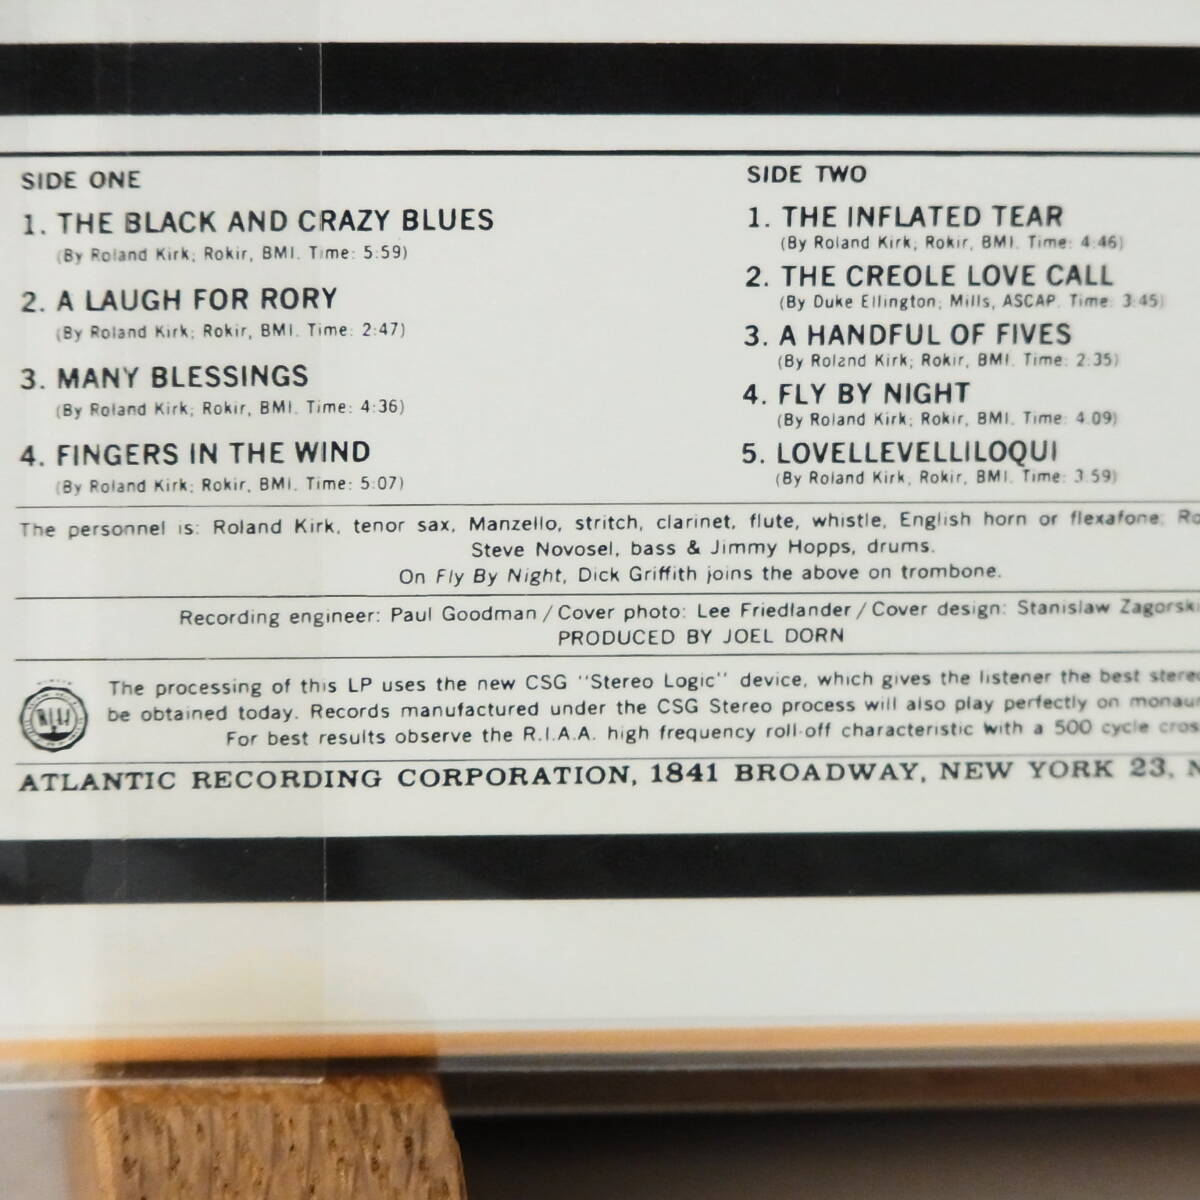 SIDE ONE
1. THE BLACK AND CRAZY BLUES
(By Roland Kirk; Rokir, BMI. Time: 5:59)
2. A LAUGH FOR RORY
(By Roland Kirk; Rokir, BMI. Time: 2:47)
3. MANY BLESSINGS
(By Roland Kirk; Rokir, BMI. Time: 4:36)
4. FINGERS IN THE WIND
(By Roland Kirk; Rokir, BMI. Time: 5:07)
SIDE TWO
1. THE INFLATED TEAR
(By Roland Kirk; Rokir, BMI. Time: 4:46)
2. THE CREOLE LOVE CALL
(By Duke Ellington; Mills, ASCAP. Time: 3:45)
3. A HANDFUL OF FIVES
(By Roland Kirk; Rokir, BMI. Time: 2:35)
4. FLY BY NIGHT
(By Roland Kirk; Rokir, BMI. Time: 4:09)
5. LOVELLEVELLILOQUI
(By Roland Kirk; Rokir, BMI. Time: 3:59)
The personnel is: Roland Kirk, tenor sax, Manzello, stritch, clarinet, flute, whistle, English horn or flexafone; Ro
Steve Novosel, bass & Jimmy Hopps, drums.
On Fly By Night, Dick Griffith joins the above on trombone.
Recording engineer: Paul Goodman / Cover photo: Lee Friedlander / Cover design: Stanislaw Zagorski
PRODUCED BY JOEL DORN
The processing of this LP uses the new CSG "Stereo Logic" device, which gives the listener the best stereo
be obtained today. Records manufactured under the CSG Stereo process will also play perfectly on monaur
For best results observe the R.I.A.A. high frequency roll-off characteristic with a 500 cycle cros
ATLANTIC RECORDING CORPORATION, 1841 BROADWAY, NEW YORK 23, N